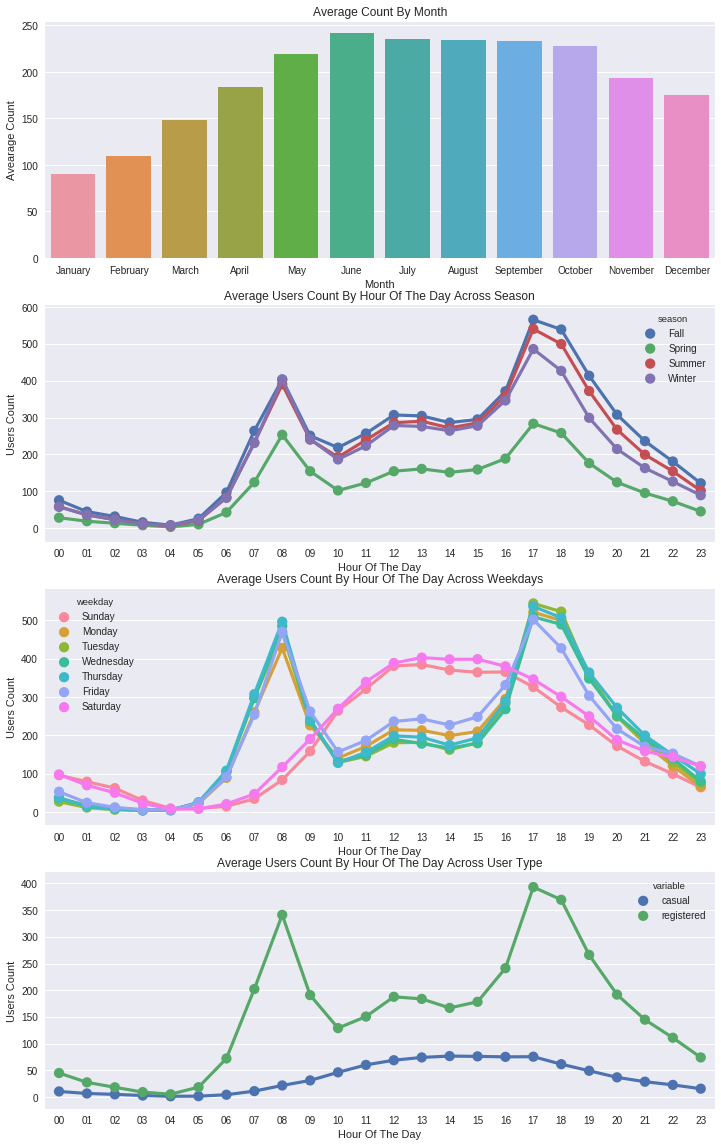 Average Count By Month
250
200
150
100
50
0
Avearage Count
January February March April May June July August September October November December
Month
Average Users Count By Hour Of The Day Across Season
600
500
400
300
200
100
0
Users Count
season
Fall
Spring
Summer
Winter
00 01 02 03 04 05 06 07 08 09 10 11 12 13 14 15 16 17 18 19 20 21 22 23
Hour Of The Day
Average Users Count By Hour Of The Day Across Weekdays
500
400
300
200
100
0
Users Count
weekday
Sunday
Monday
Tuesday
Wednesday
Thursday
Friday
Saturday
00 01 02 03 04 05 06 07 08 09 10 11 12 13 14 15 16 17 18 19 20 21 22 23
Hour Of The Day
Average Users Count By Hour Of The Day Across User Type
400
350
300
250
200
150
100
50
0
Users Count
variable
casual
registered
00 01 02 03 04 05 06 07 08 09 10 11 12 13 14 15 16 17 18 19 20 21 22 23
Hour Of The Day